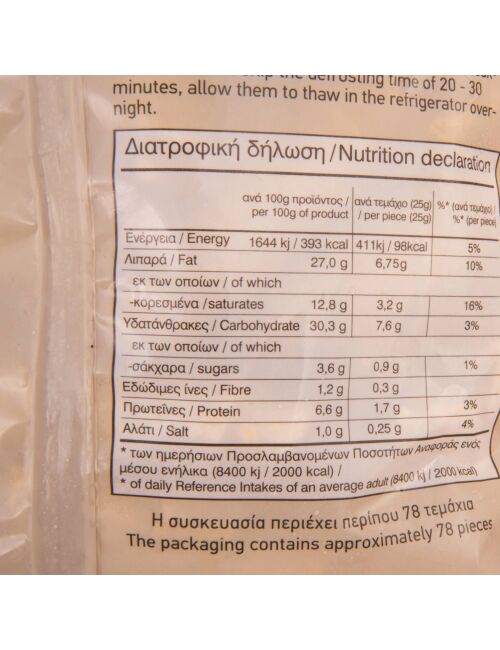 the defrosting time of 20 - 30
minutes, allow them to thaw in the refrigerator over-
night.
Διατροφική δήλωση / Nutrition declaration
ανά 100g προϊόντος / per 100g of product ανά τεμάχιο (25g) / per piece (25g) %* (ανά τεμάχιο) / %* (per piece)
Ενέργεια / Energy 1644 kj / 393 kcal 411kj / 98kcal 5%
Λιπαρά / Fat 27,0 g 6,75g 10%
εκ των οποίων / of which
-κορεσμένα /saturates 12,8 g 3,2 g 16%
Υδατάνθρακες / Carbohydrate 30,3 g 7,6 g 3%
εκ των οποίων / of which
-σάκχαρα / sugars 3,6 g 0,9 g 1%
Εδώδιμες ίνες / Fibre 1,2 g 0,3 g
Πρωτεΐνες / Protein 6,6 g 1,7 g 3%
Αλάτι / Salt 1,0 g 0,25 g 4%
* των ημερήσιων Προσλαμβανομένων Ποσοτήτων Αναφοράς ενός
μέσου ενήλικα (8400 kj / 2000 kcal) /
* of daily Reference Intakes of an average adult (8400 kj / 2000 kcal)
Η συσκευασία περιέχει περίπου 78 τεμάχια
The packaging contains approximately 78 pieces